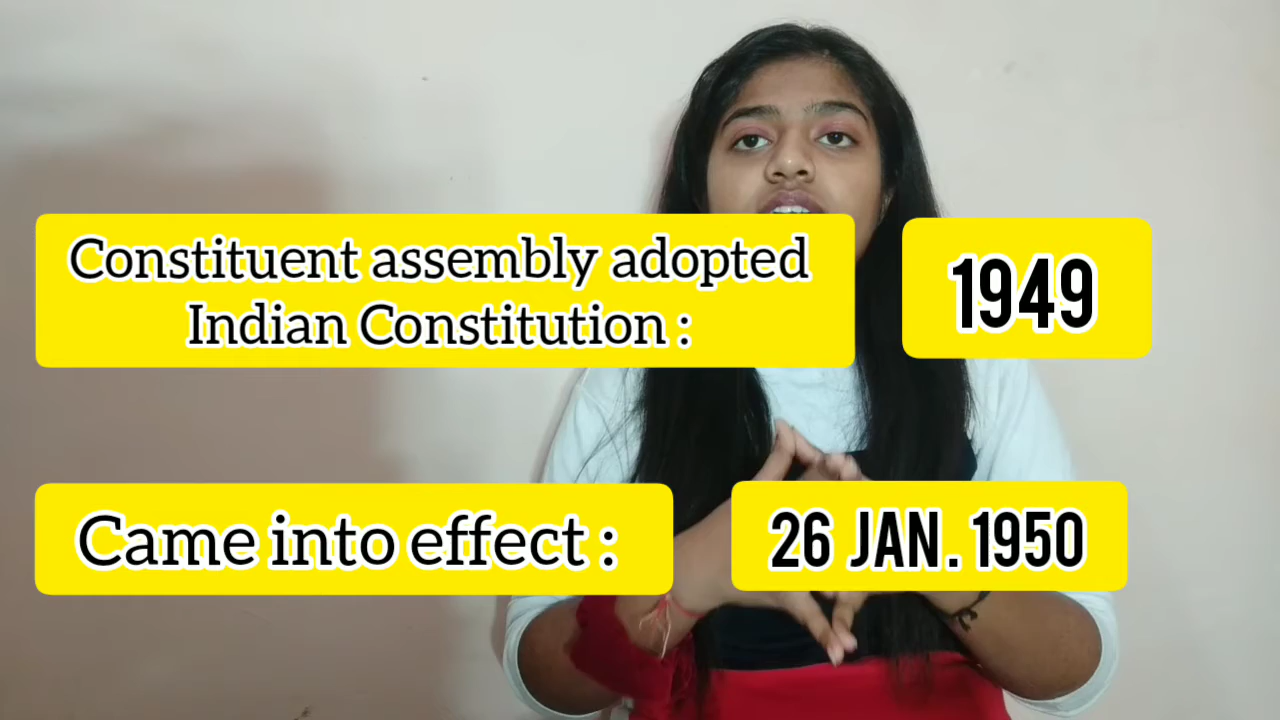 Constituent assembly adopted
Indian Constitution :
1949
Came into effect :
26 JAN. 1950